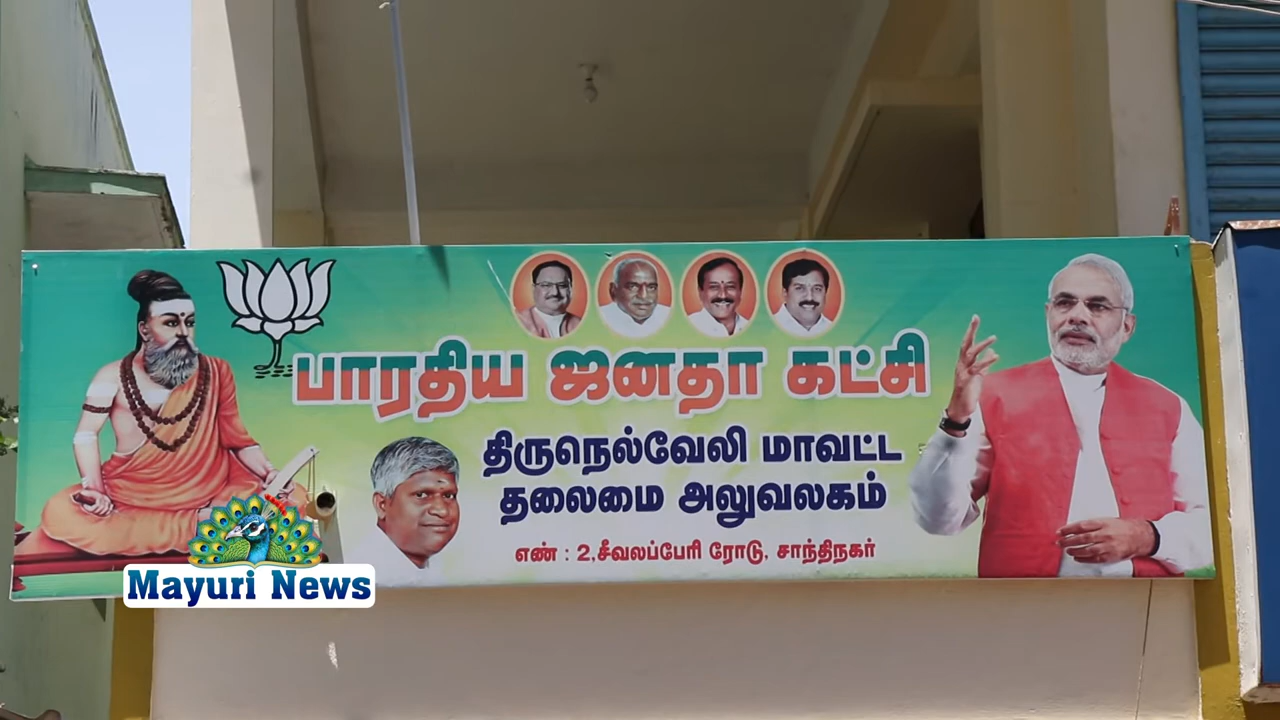 பாரதிய ஜனதா கட்சி
திருநெல்வேலி மாவட்ட
தலைமை அலுவலகம்
எண் : 2,சீவலப்பேரி ரோடு, சாந்திநகர்
Mayuri News